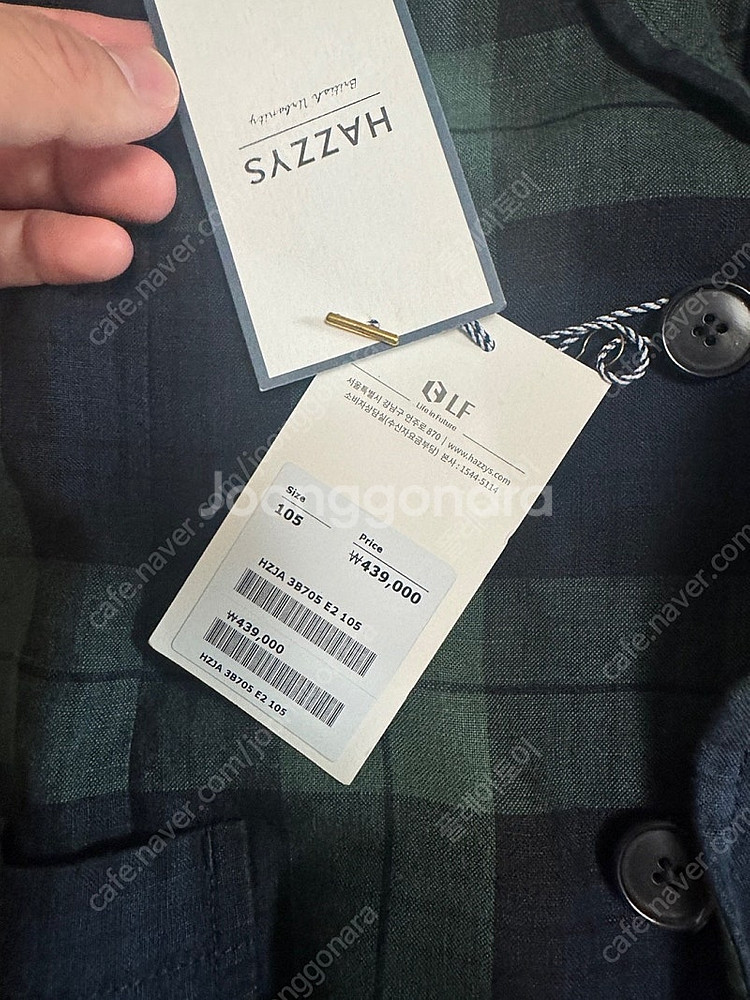 HAZZYS
British Urbanity
LF
Life in Future
서울특별시 강남구 언주로 870 | www.hazzys.com
소비자상담실(수신자요금부담) 본사 : 1544-5114
Size
105
Price
₩439,000
HZJA 3B705 E2 105
₩439,000
HZJA 3B705 E2 105
Joonggonara
cafe.naver.com/joonggonara